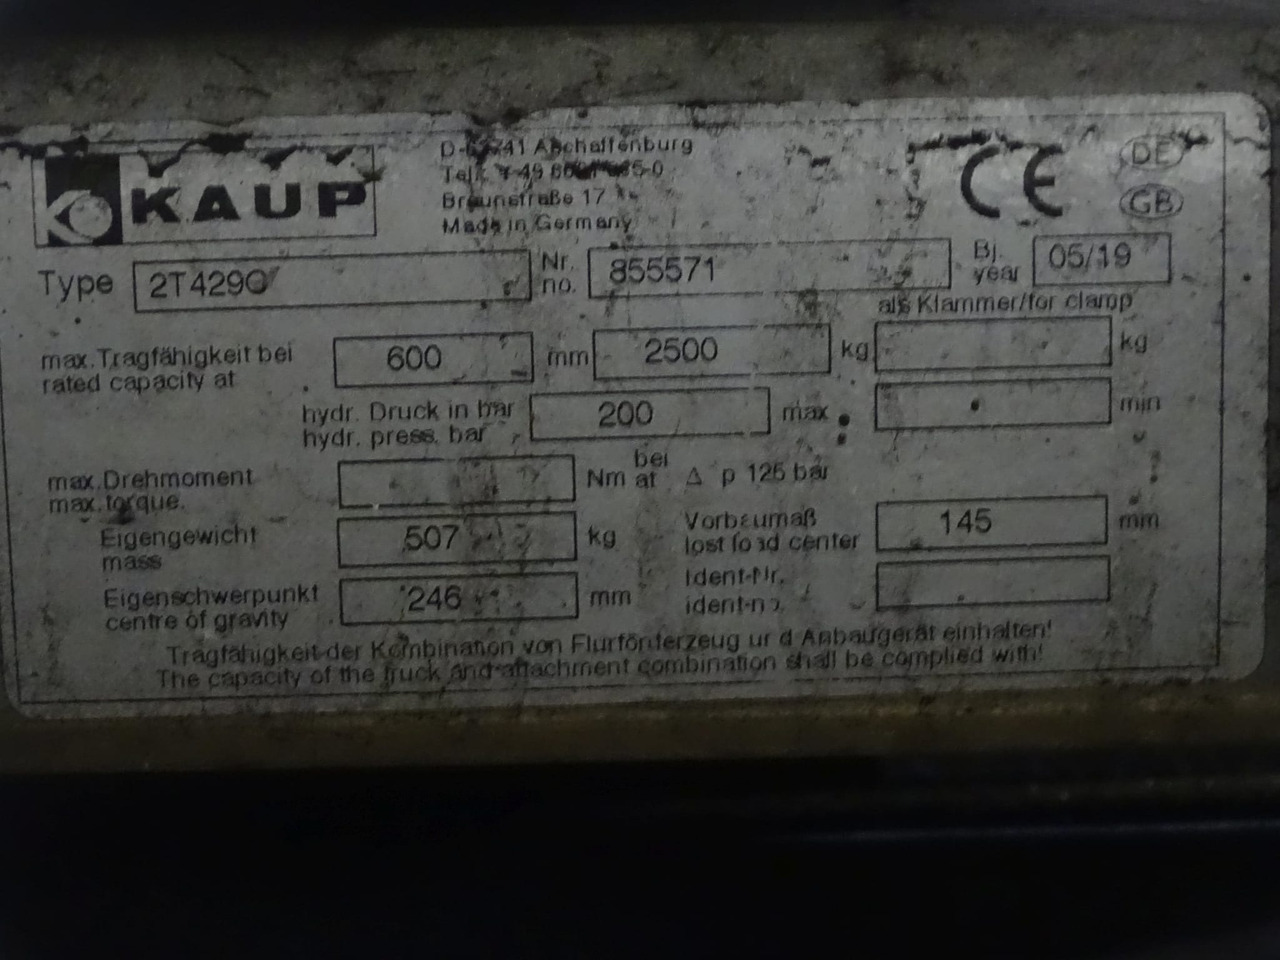 KAUP
Aschaffenburg
Braunstraße 17
Made in Germany
CE
DE
GB
Type 2T429
Nr. 855571
no.
Bj. 05/19
year
als Klammer/for clamp
max. Tragfähigkeit bei 600 mm 2500 kg kg
rated capacity at
hydr. Druck in bar 200 max. min
hydr. press. bar
max. Drehmoment Nm bei Δ p 125 bar
max. torque. at
Eigengewicht 507 kg Vorbaumaß 145 mm
mass lost load center
Eigenschwerpunkt 246 mm Ident-Nr.
centre of gravity ident-no.
Tragfähigkeit der Kombination von Flurförderzeug und Anbaugerät einhalten!
The capacity of the truck and attachment combination shall be complied with!